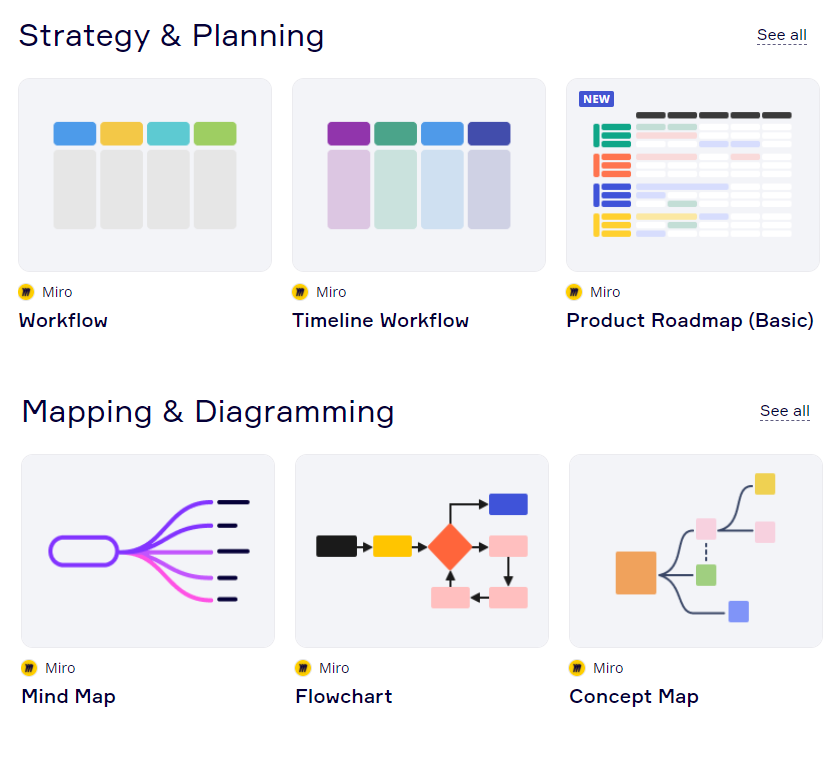 Strategy & Planning
See all
NEW
Miro
Miro
Miro
Workflow
Timeline Workflow
Product Roadmap (Basic)
Mapping & Diagramming
See all
Miro
Miro
Miro
Mind Map
Flowchart
Concept Map